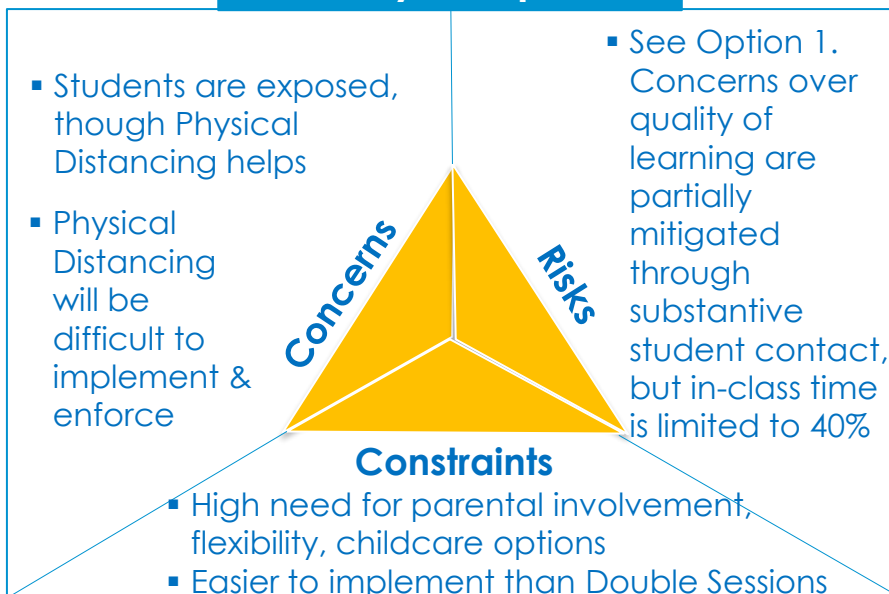 ▪ Students are exposed,
though Physical
Distancing helps
▪ Physical
Distancing
will be
difficult to
implement &
enforce
Concerns
▪ See Option 1.
Concerns over
quality of
learning are
partially
mitigated
through
substantive
student contact,
but in-class time
is limited to 40%
Risks
Constraints
▪ High need for parental involvement,
flexibility, childcare options
▪ Easier to implement than Double Sessions